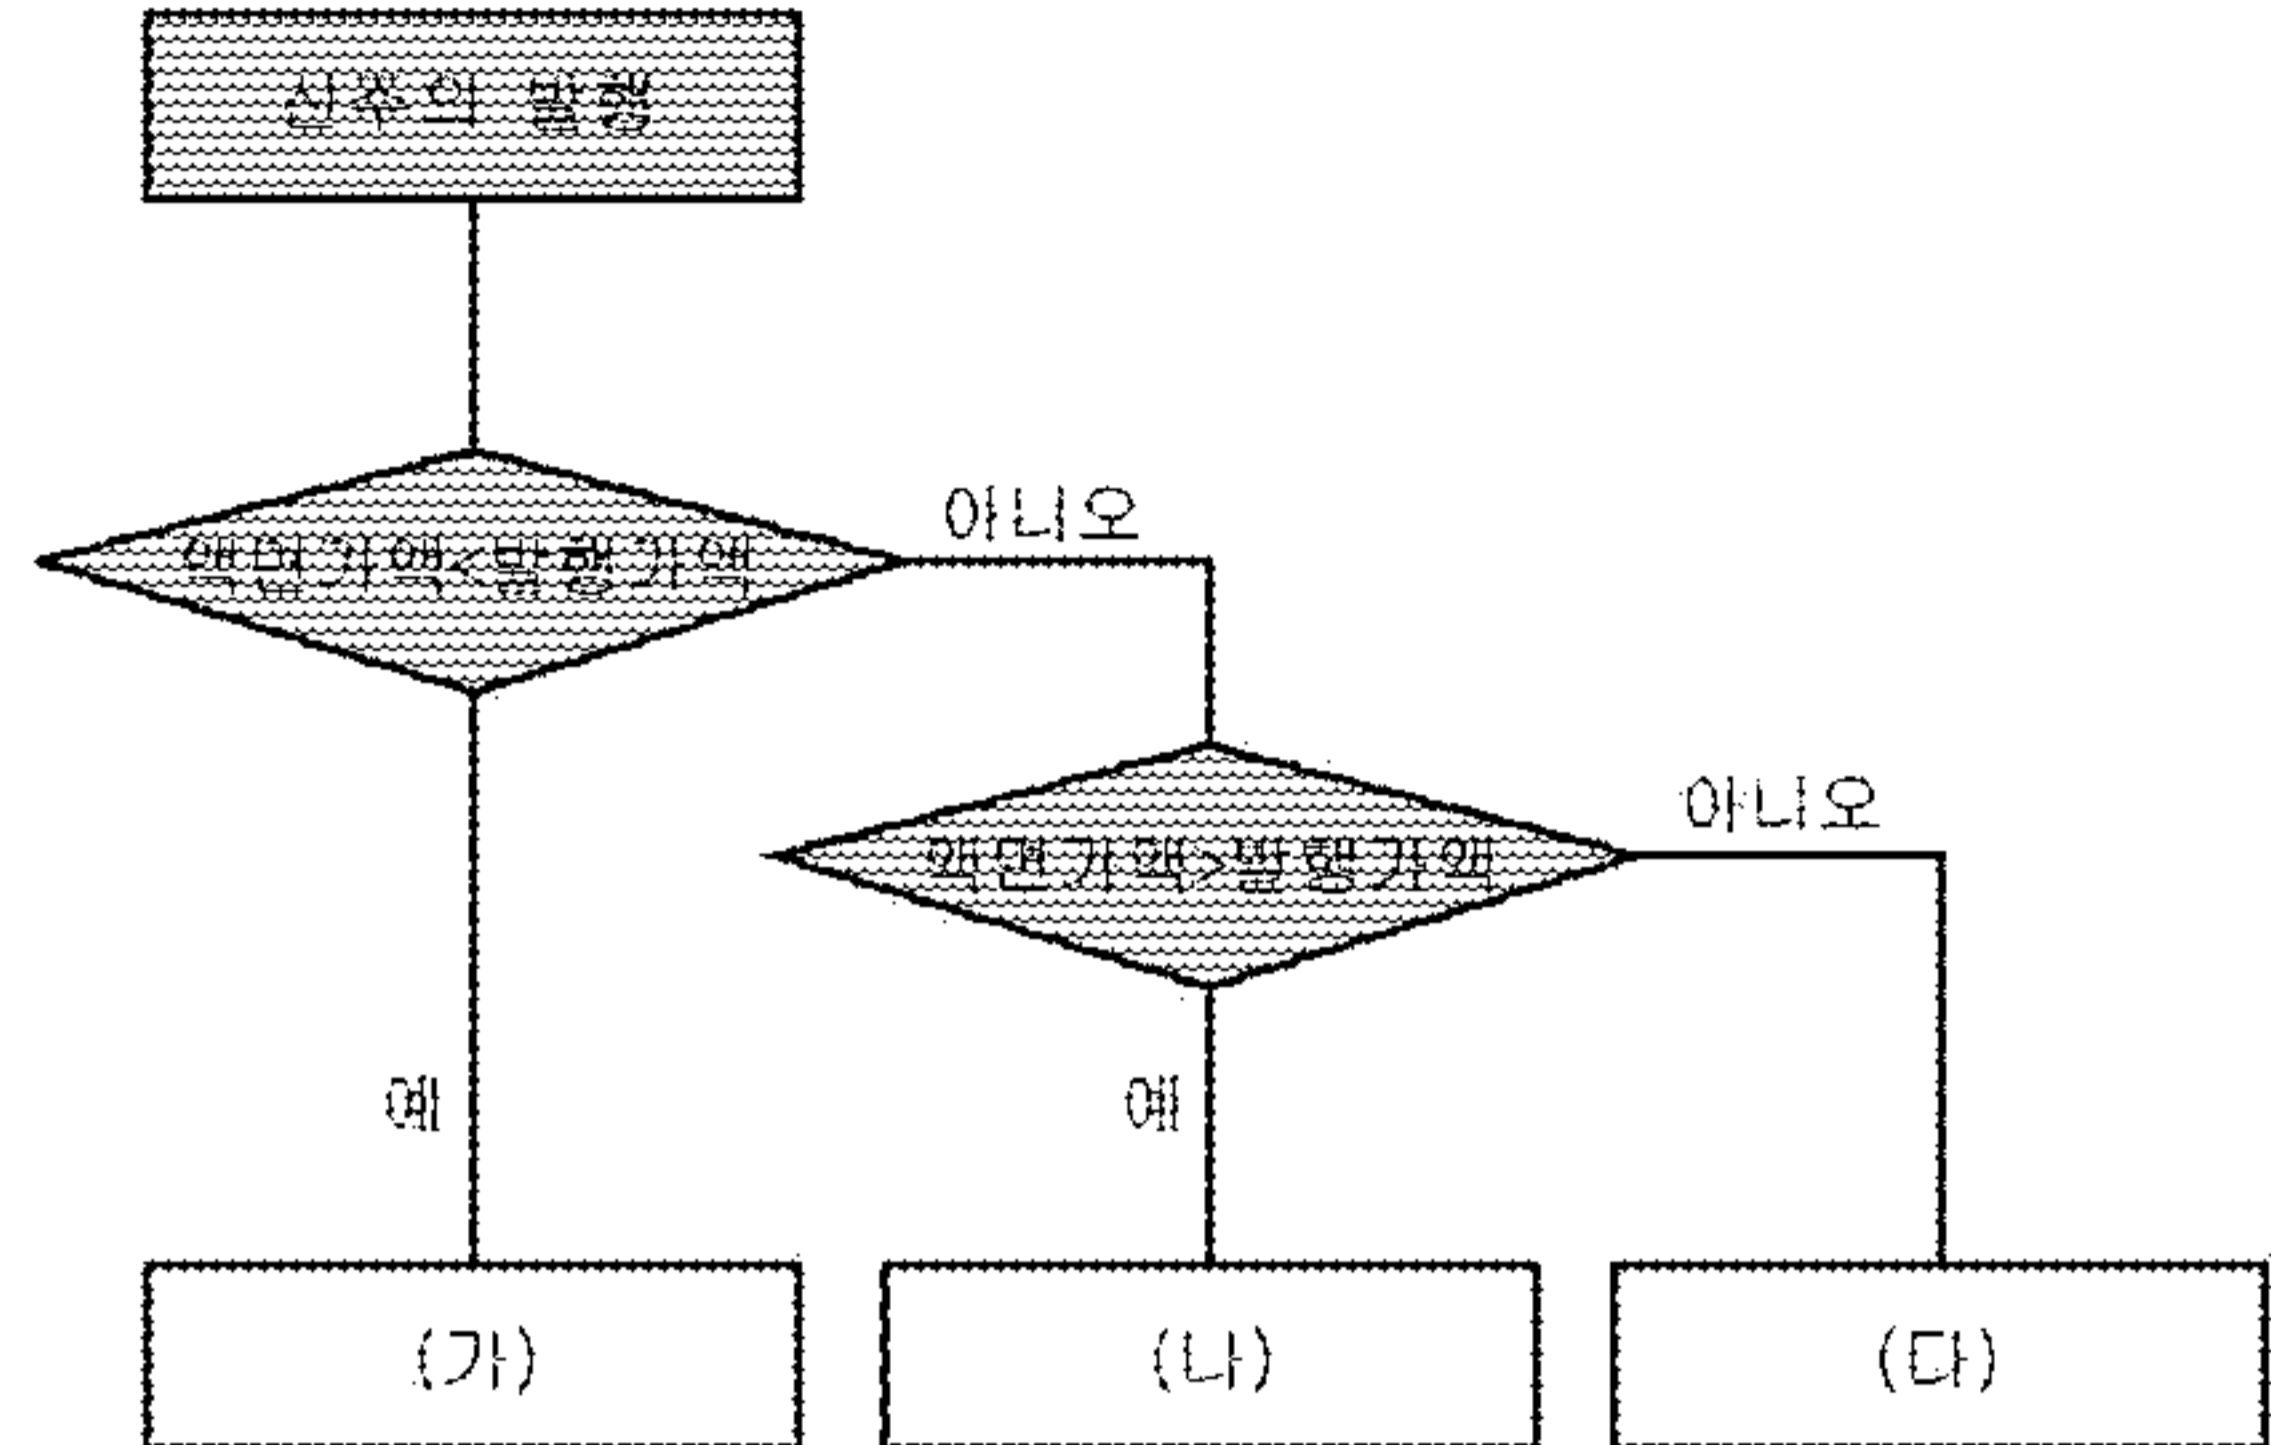 신주의 발행
액면가액<발행가액
아니오
액면가액>발행가액
아니오
예
예
(가)
(나)
(다)